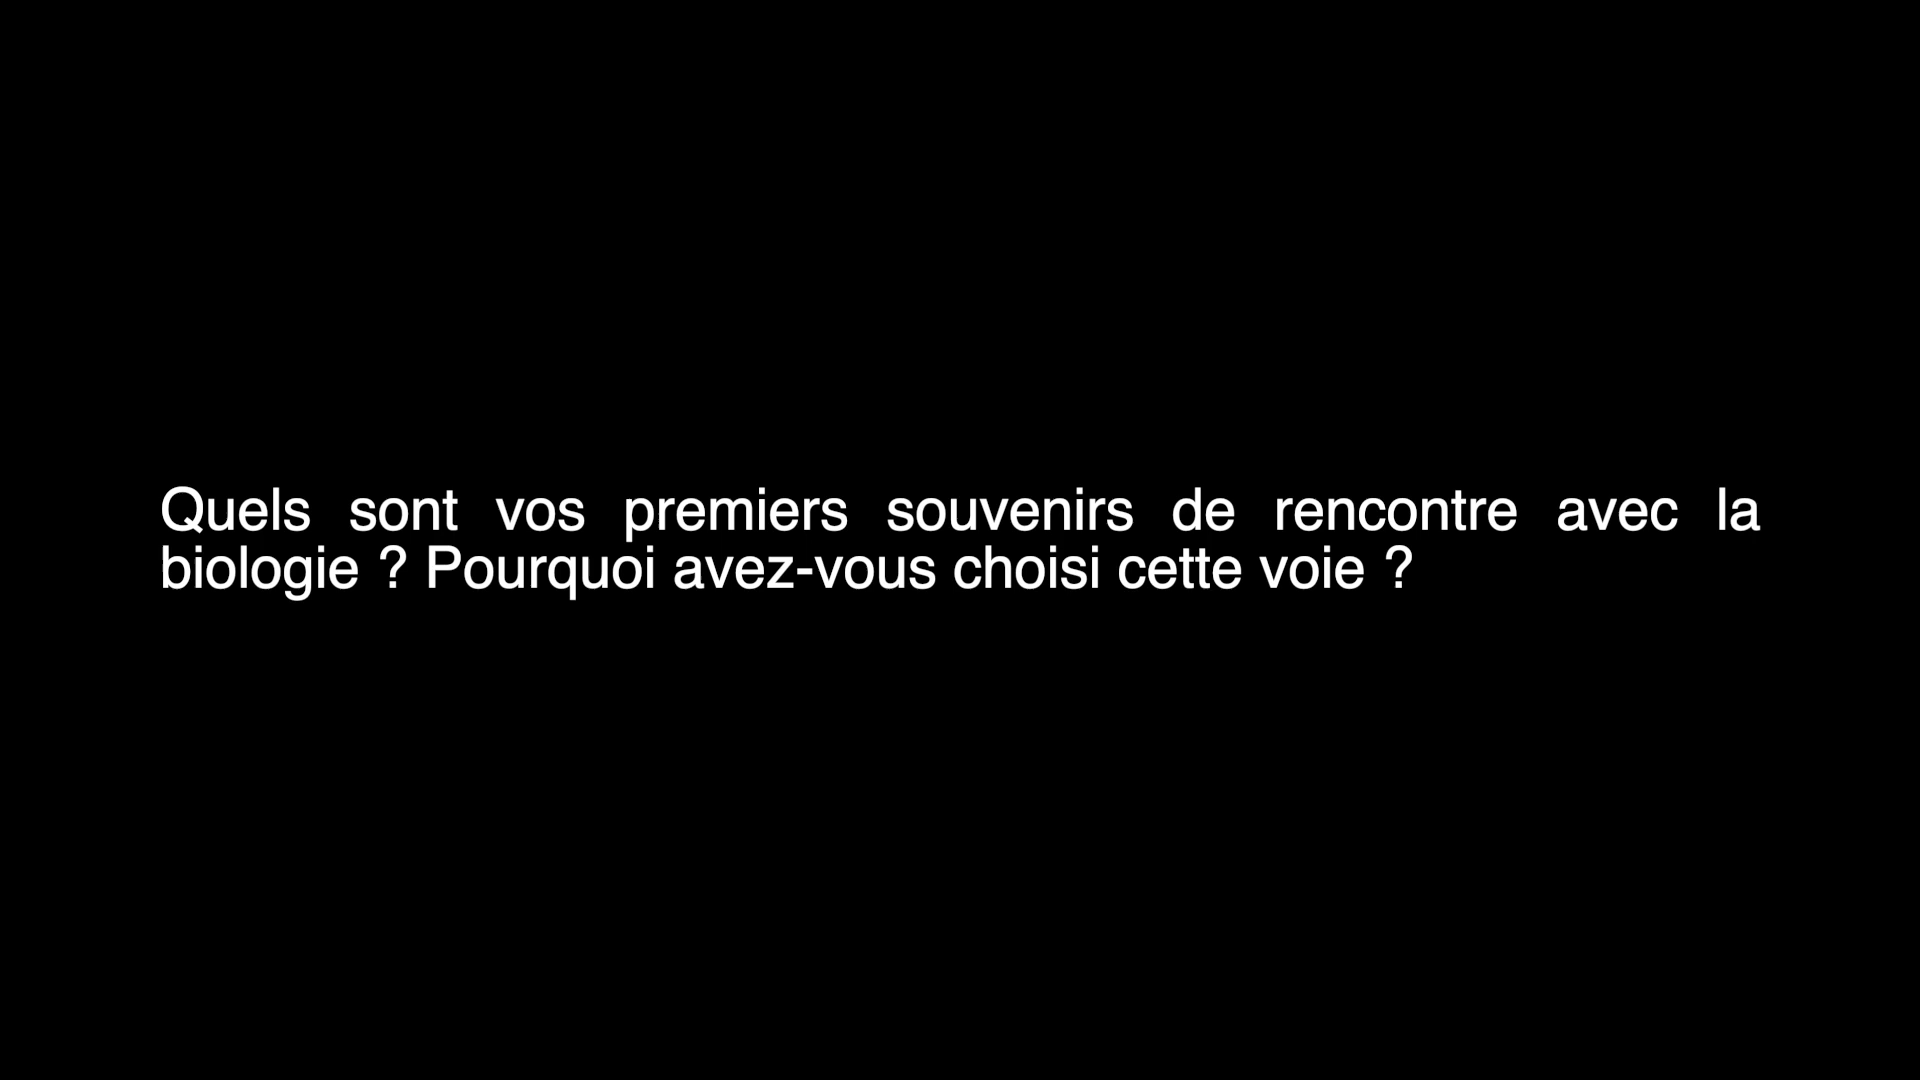 Quels sont vos premiers souvenirs de rencontre avec la
biologie ? Pourquoi avez-vous choisi cette voie ?